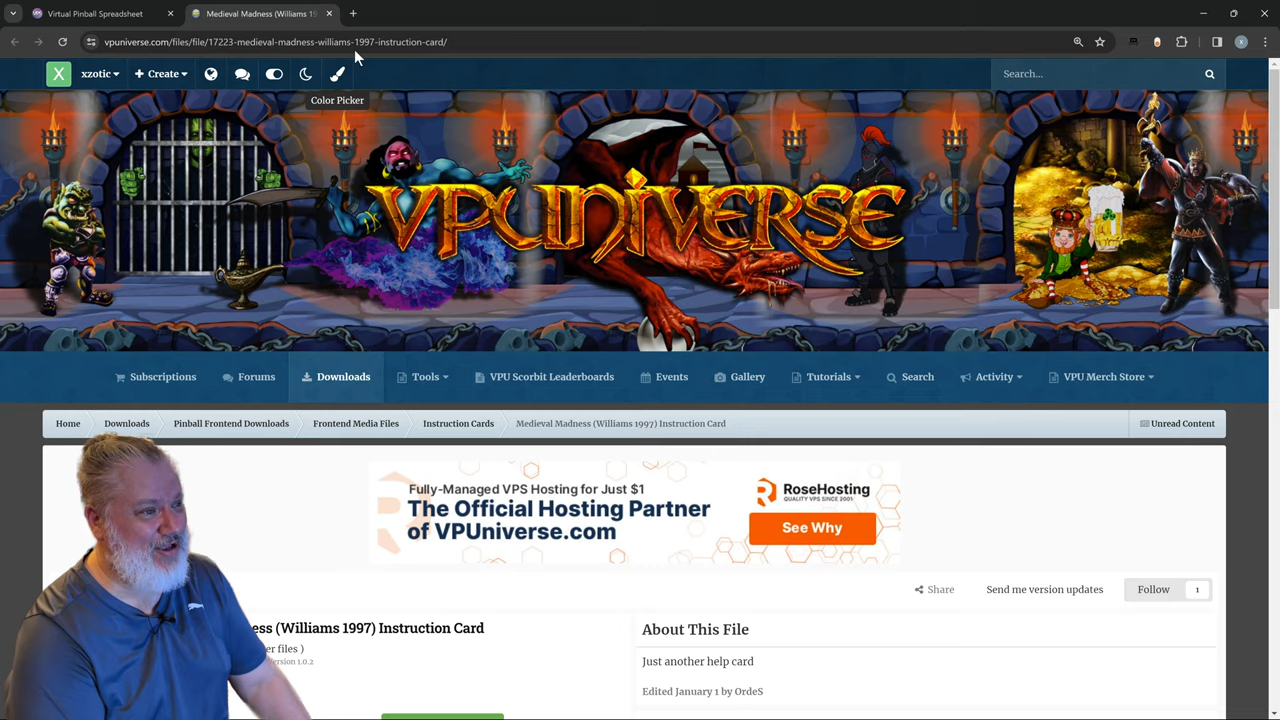 Virtual Pinball Spreadsheet
Medieval Madness (Williams 19
vpuniverse.com/files/file/17223-medieval-madness-williams-1997-instruction-card/
X
xzotic
+ Create
Search...
Color Picker
VPUNIVERSE
Subscriptions
Forums
Downloads
Tools
VPU Scorbit Leaderboards
Events
Gallery
Tutorials
Search
Activity
VPU Merch Store
Home
Downloads
Pinball Frontend Downloads
Frontend Media Files
Instruction Cards
Medieval Madness (Williams 1997) Instruction Card
Unread Content
Fully-Managed VPS Hosting for Just $1
The Official Hosting Partner
of VPUniverse.com
RoseHosting
QUALITY VPS SINCE 2001
See Why
Share
Send me version updates
Follow
1
ess (Williams 1997) Instruction Card
er files )
ersion 1.0.2
About This File
Just another help card
Edited January 1 by OrdeS